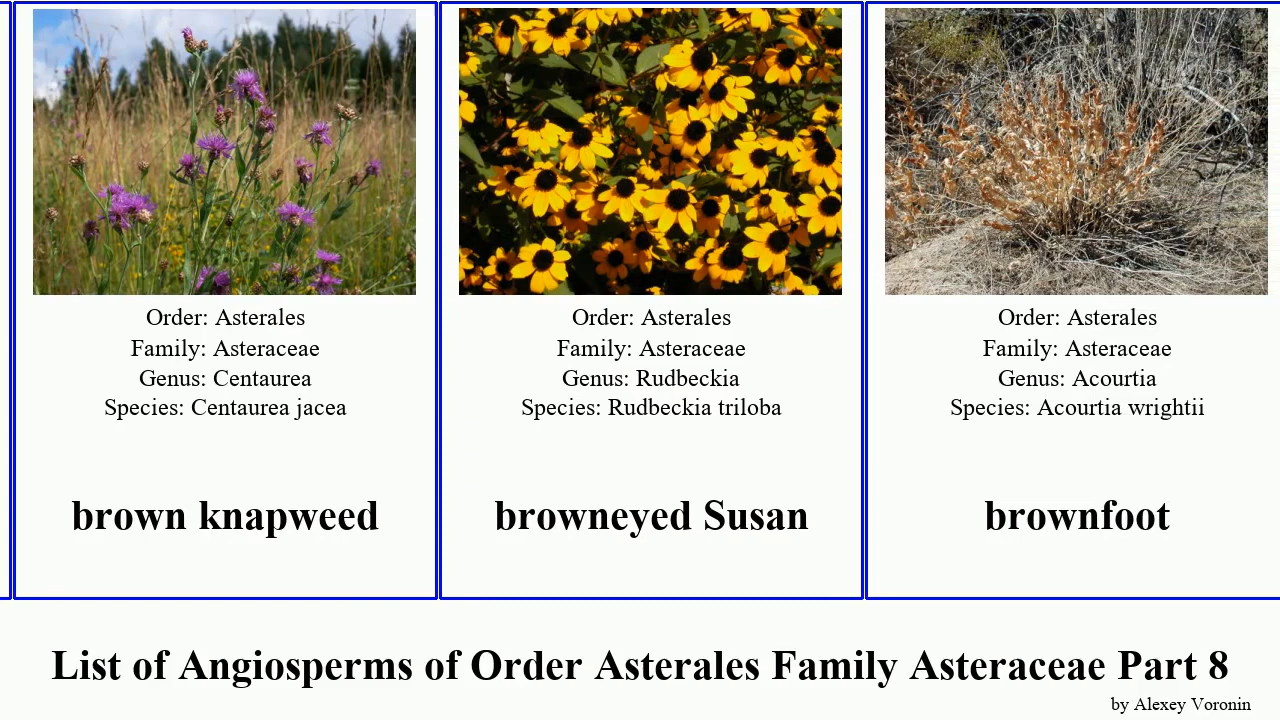 Order: Asterales
Family: Asteraceae
Genus: Centaurea
Species: Centaurea jacea
brown knapweed
Order: Asterales
Family: Asteraceae
Genus: Rudbeckia
Species: Rudbeckia triloba
browneyed Susan
Order: Asterales
Family: Asteraceae
Genus: Acourtia
Species: Acourtia wrightii
brownfoot
List of Angiosperms of Order Asterales Family Asteraceae Part 8
by Alexey Voronin